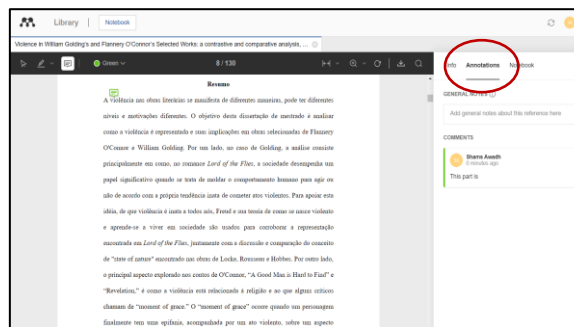 Library
Notebook
Violence in William Golding's and Flannery O'Connor's Selected Works: a contrastive and comparative analysis, ...
Green
8 / 130
Info Annotations Notebook
Resumo
A violência nas obras literárias se manifesta de diferentes maneiras, pode ter diferentes
níveis e motivações diferentes. O objetivo desta dissertação de mestrado é analisar
como a violência é representada e suas implicações em obras selecionadas de Flannery
O'Connor e William Golding. Por um lado, no caso de Golding, a análise consiste
principalmente em como, no romance Lord of the Flies, a sociedade desempenha um
papel significativo quando se trata de moldar o comportamento humano para agir ou
não de acordo com a própria tendência inata de cometer atos violentos. Para apoiar esta
idéia, de que violência é inata a todos nós, Freud e sua teoria de como se nasce violento
e aprende-se a viver em sociedade são usados para corroborar a representação
encontrada em Lord of the Flies, juntamente com a discussão e comparação do conceito
de "state of nature" encontrado nas obras de Locke, Rousseau e Hobbes. Por outro lado,
o principal aspecto explorado nos contos de O'Connor, "A Good Man is Hard to Find" e
"Revelation," é como a violência está relacionada à religião e ao que alguns críticos
chamam de "moment of grace." O "moment of grace" ocorre quando um personagem
finalmente tem uma epifania, acompanhada por um ato violento, sobre um aspecto
GENERAL NOTES
Add general notes about this reference here
COMMENTS
Sharra Awadh
minutes ago
This part is